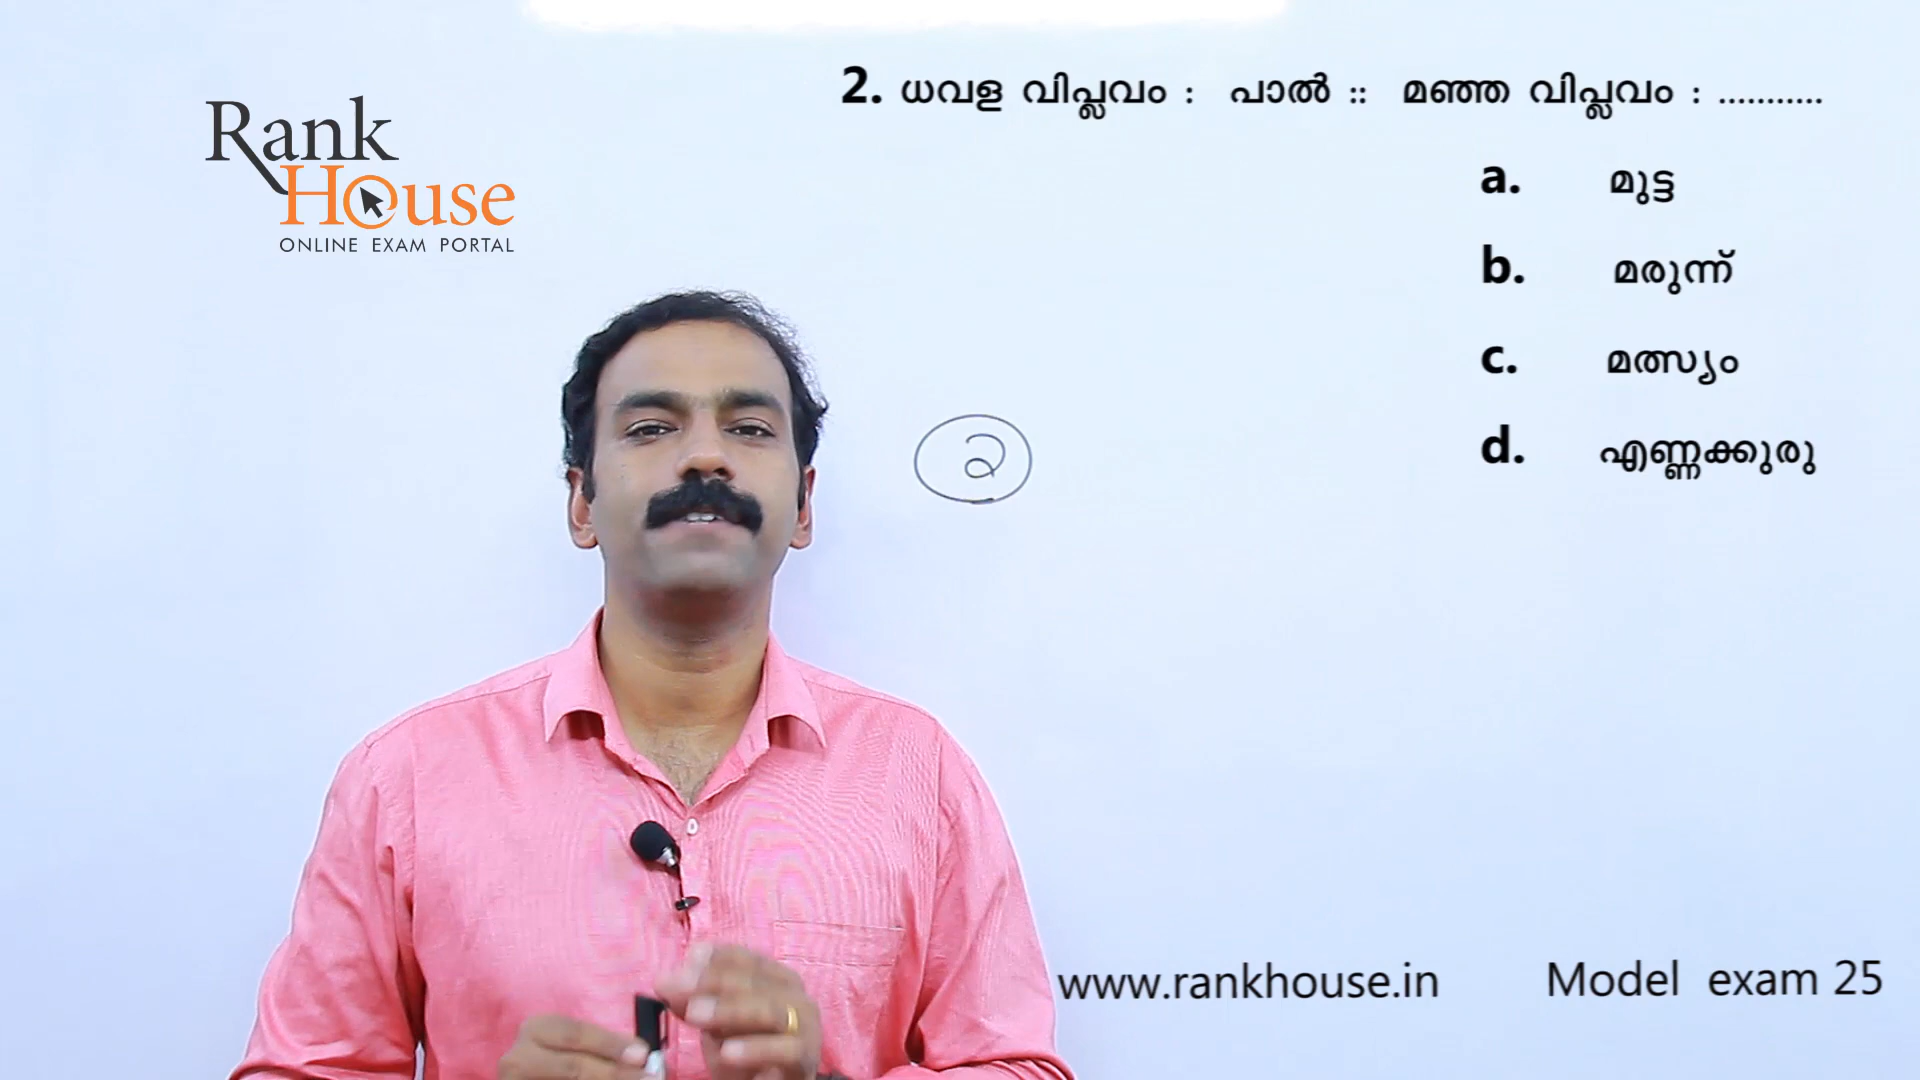 Rank
House
ONLINE EXAM PORTAL
2. ധവള വിപ്ലവം : പാൽ :: മഞ്ഞ വിപ്ലവം : ...........
a. മുട്ട
b. മരുന്ന്
c. മത്സ്യം
d. എണ്ണക്കുരു
2
www.rankhouse.in Model exam 25